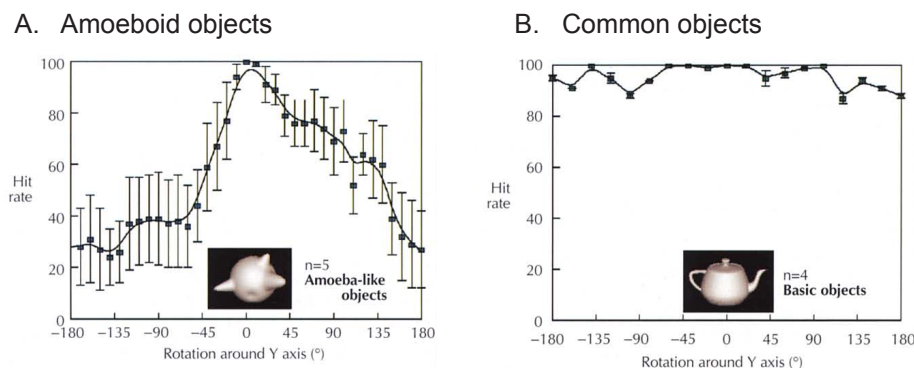 A. Amoeboid objects
100
80
60
40
20
0
Hit
rate
n=5
Amoeba-like
objects
−180 −135 −90 −45 0 45 90 135 180
Rotation around Y axis (°)
B. Common objects
100
80
60
40
20
0
Hit
rate
n=4
Basic objects
−180 −135 −90 −45 0 45 90 135 180
Rotation around Y axis (°)